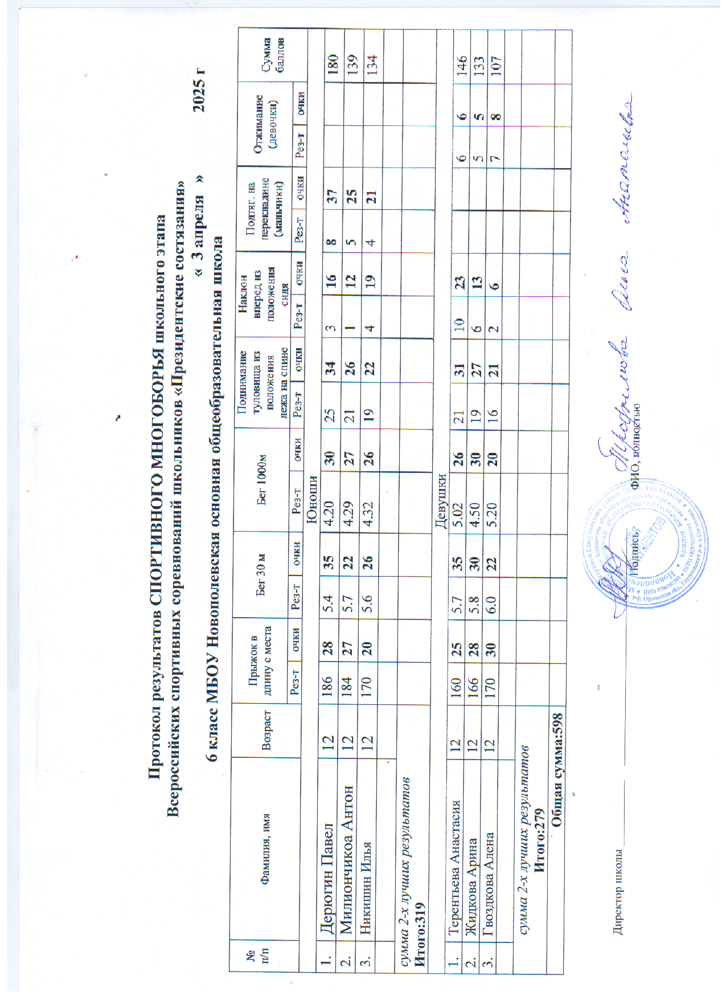 Протокол результатов СПОРТИВНОГО МНОГОБОРЬЯ школьного этапа
Всероссийских спортивных соревнований школьников «Президентские состязания»
« 3 апреля » 2025 г
6 класс МБОУ Новополевская основная общеобразовательная школа
№ п/п Фамилия, имя Возраст Прыжок в длину с места Бег 30 м Бег 1000м Поднимание туловища из положения лежа на спине Наклон вперед из положения сидя Подтяг. на перекладине (мальчики) Отжимание (девочки) Сумма баллов
Рез-т очки Рез-т очки Рез-т очки Рез-т очки Рез-т очки Рез-т очки Рез-т очки
Юноши
1. Дерюгин Павел 12 186 28 5.4 35 4.20 30 25 34 3 16 8 37 180
2. Милиончикоа Антон 12 184 27 5.7 22 4.29 27 21 26 1 12 5 25 139
3. Никишин Илья 12 170 20 5.6 26 4.32 26 19 22 4 19 4 21 134
сумма 2-х лучших результатов
Итого:319
Девушки
1. Терентьева Анастасия 12 160 25 5.7 35 5.02 26 21 31 10 23 6 6 146
2. Жидкова Арина 12 166 28 5.8 30 4.50 30 19 27 6 13 5 5 133
3. Гвоздкова Алена 12 170 30 6.0 22 5.20 20 16 21 2 6 7 8 107
сумма 2-х лучших результатов
Итого:279
Общая сумма:598
Директор школы
Подпись ФИО, полностью
ДЛЯ
ДОКУМЕНТОВ